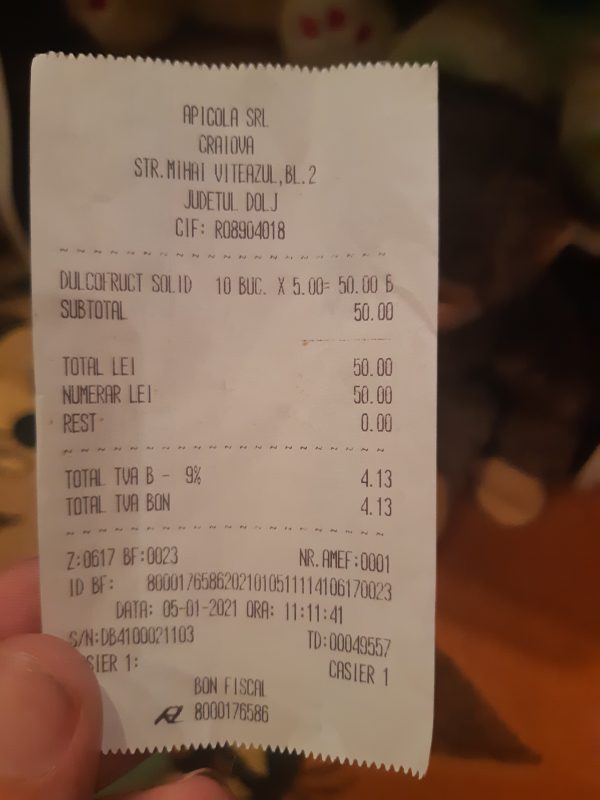 APICOLA SRL
CRAIOVA
STR.MIHAI VITEAZUL,BL.2
JUDETUL DOLJ
CIF: RO8904018
DULCOFRUCT SOLID 10 BUC. X 5.00= 50.00 B
SUBTOTAL 50.00
TOTAL LEI 50.00
NUMERAR LEI 50.00
REST 0.00
TOTAL TVA B - 9% 4.13
TOTAL TVA BON 4.13
Z:0617 BF:0023 NR.AMEF:0001
ID BF: 80001765862021010511114106170023
DATA: 05-01-2021 ORA: 11:11:41
S/N:DB4100021103 TD:00049557
SIER 1: CASIER 1
BON FISCAL
8000176586